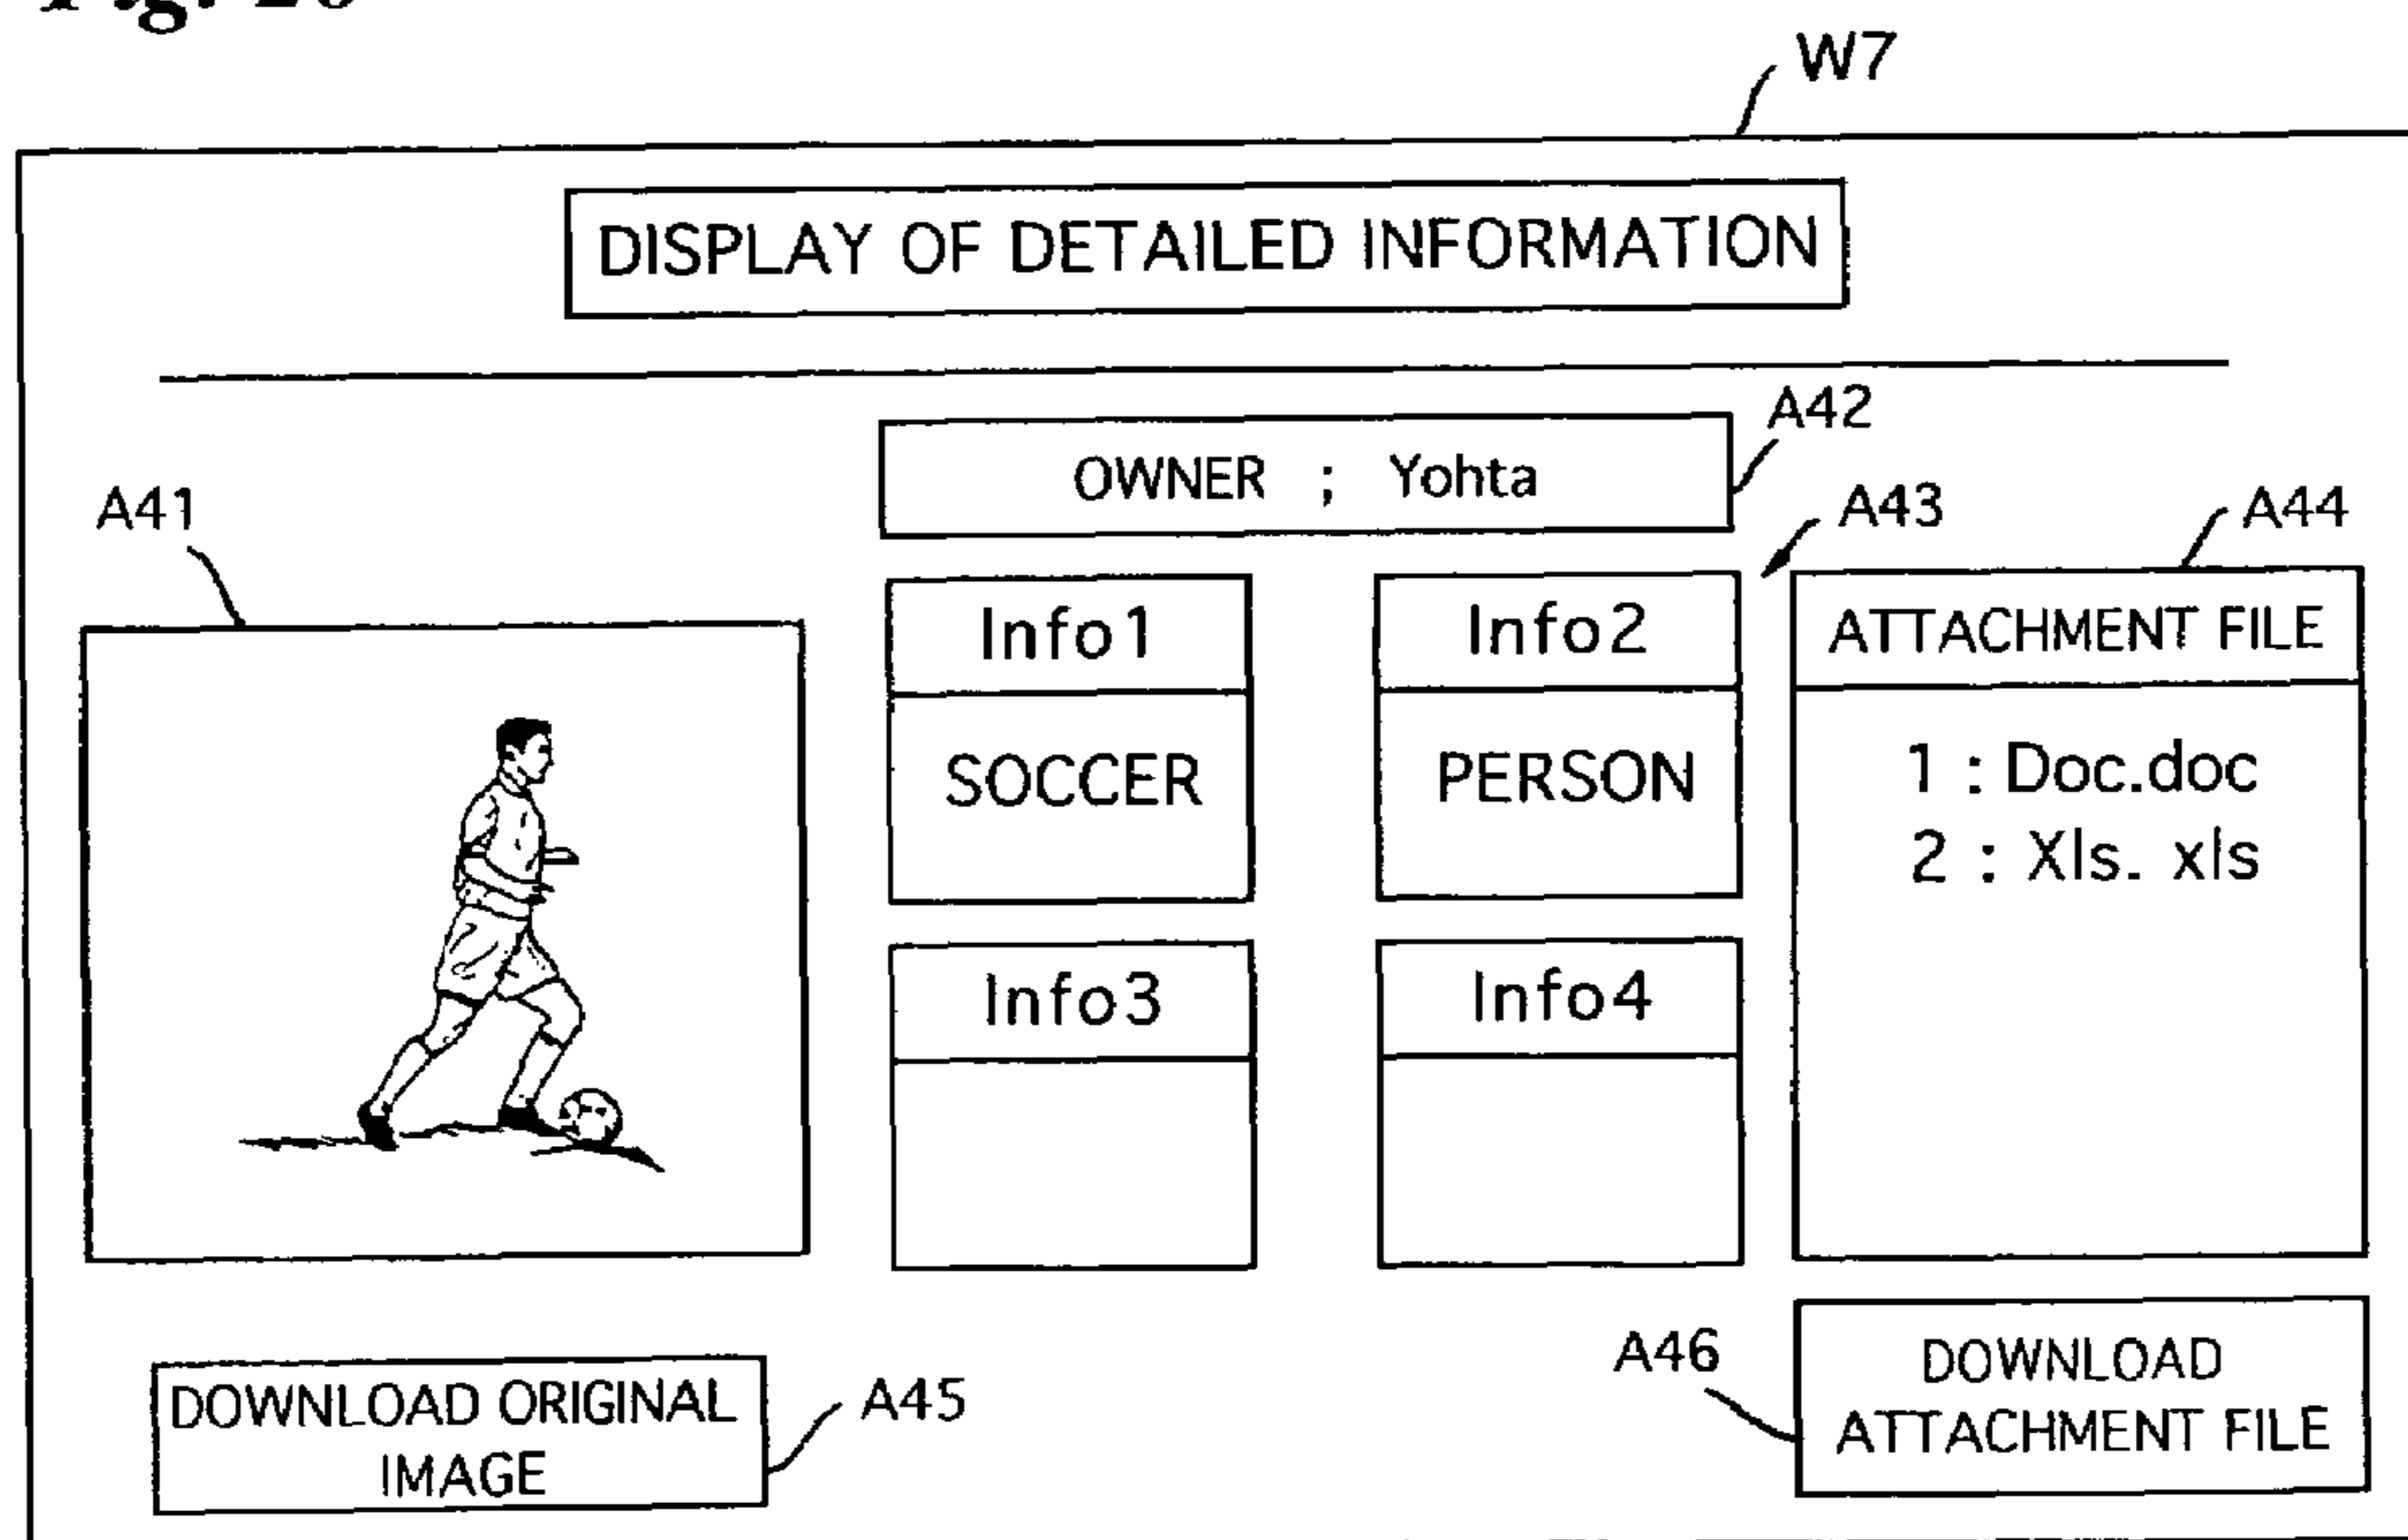 W7
DISPLAY OF DETAILED INFORMATION
A42
OWNER ; Yohta
A41
A43
A44
Info1
Info2
ATTACHMENT FILE
SOCCER
PERSON
1 : Doc.doc
2 : Xls. xls
Info3
Info4
A45
DOWNLOAD ORIGINAL
IMAGE
A46
DOWNLOAD
ATTACHMENT FILE